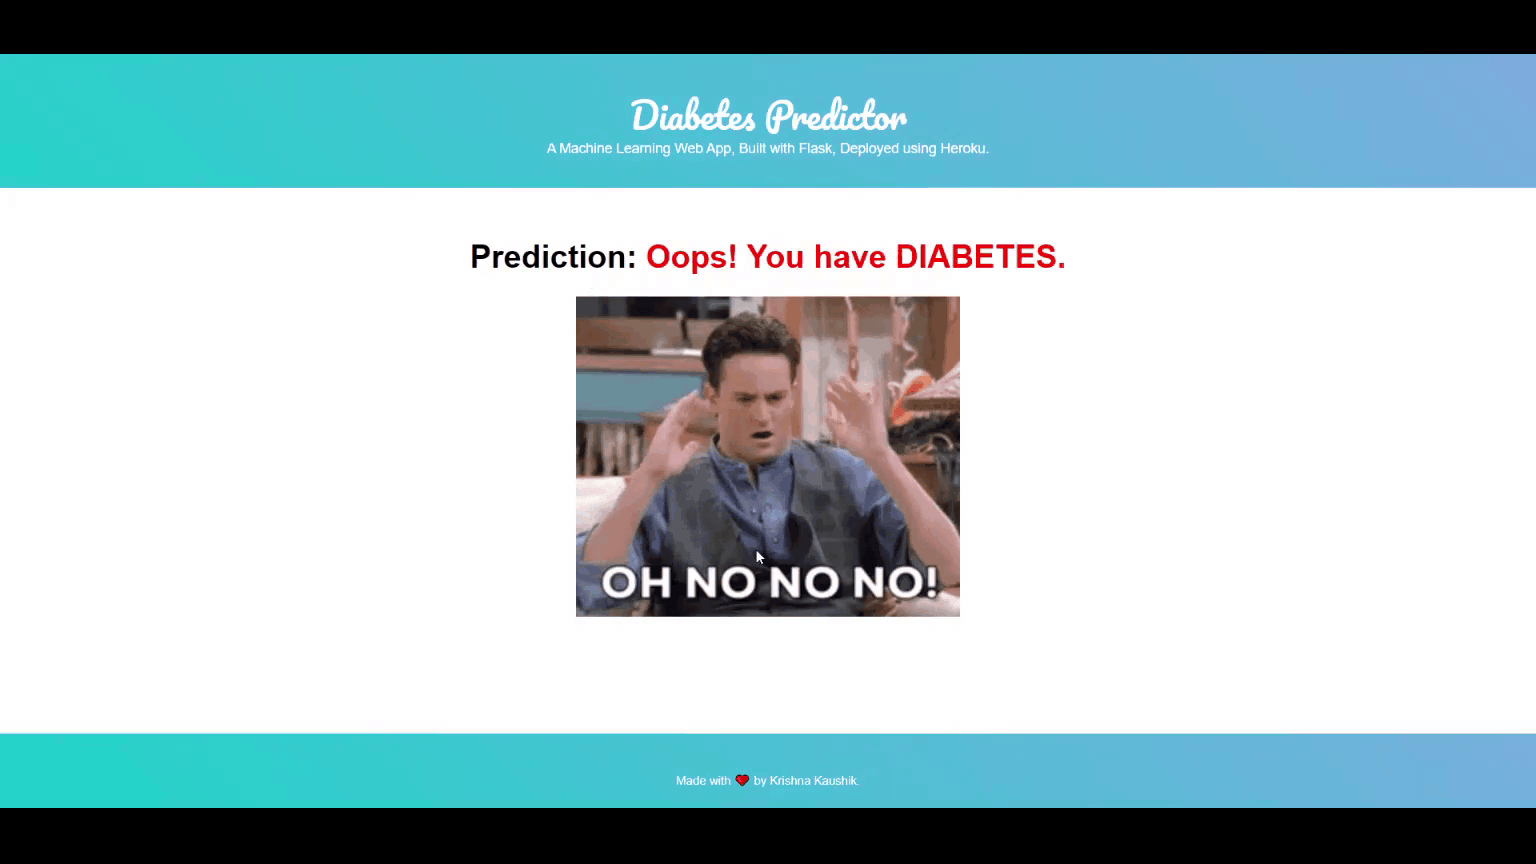 Diabetes Predictor
A Machine Learning Web App, Built with Flask, Deployed using Heroku.
Prediction: Oops! You have DIABETES.
OH NO NO NO!
Made with ❤ by Krishna Kaushik.